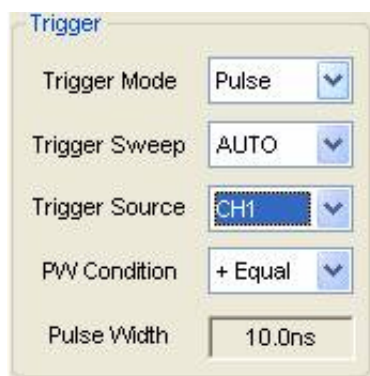 Trigger
Trigger Mode Pulse
Trigger Sweep AUTO
Trigger Source CH1
PW Condition + Equal
Pulse Width 10.0ns